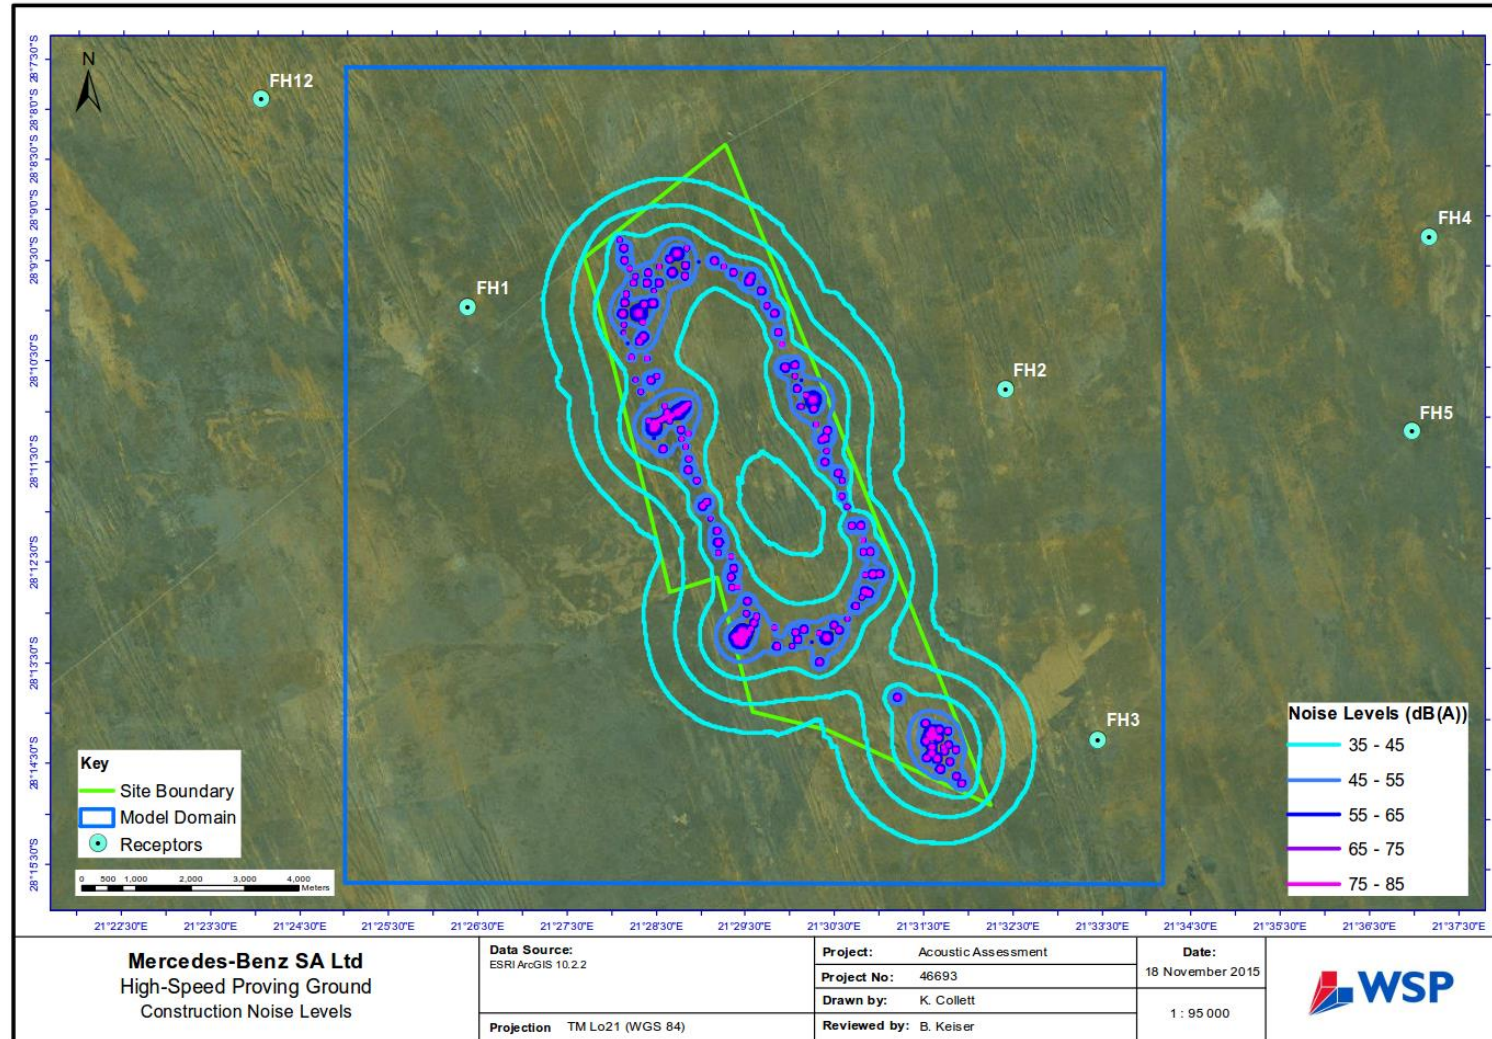 N
FH12
FH1
FH2
FH3
FH4
FH5
28°7'30"S
28°8'0"S
28°8'30"S
28°9'0"S
28°9'30"S
28°10'30"S
28°11'30"S
28°12'30"S
28°13'30"S
28°14'30"S
28°15'30"S
Key
Site Boundary
Model Domain
Receptors
0 500 1,000 2,000 3,000 4,000
Meters
Noise Levels (dB(A))
35 - 45
45 - 55
55 - 65
65 - 75
75 - 85
21°22'30"E 21°23'30"E 21°24'30"E 21°25'30"E 21°26'30"E 21°27'30"E 21°28'30"E 21°29'30"E 21°30'30"E 21°31'30"E 21°32'30"E 21°33'30"E 21°34'30"E 21°35'30"E 21°36'30"E 21°37'30"E
Mercedes-Benz SA Ltd
High-Speed Proving Ground
Construction Noise Levels
Data Source:
ESRI ArcGIS 10.2.2
Projection TM Lo21 (WGS 84)
Project: Acoustic Assessment
Project No: 46693
Drawn by: K. Collett
Reviewed by: B. Keiser
Date:
18 November 2015
1 : 95 000
WSP